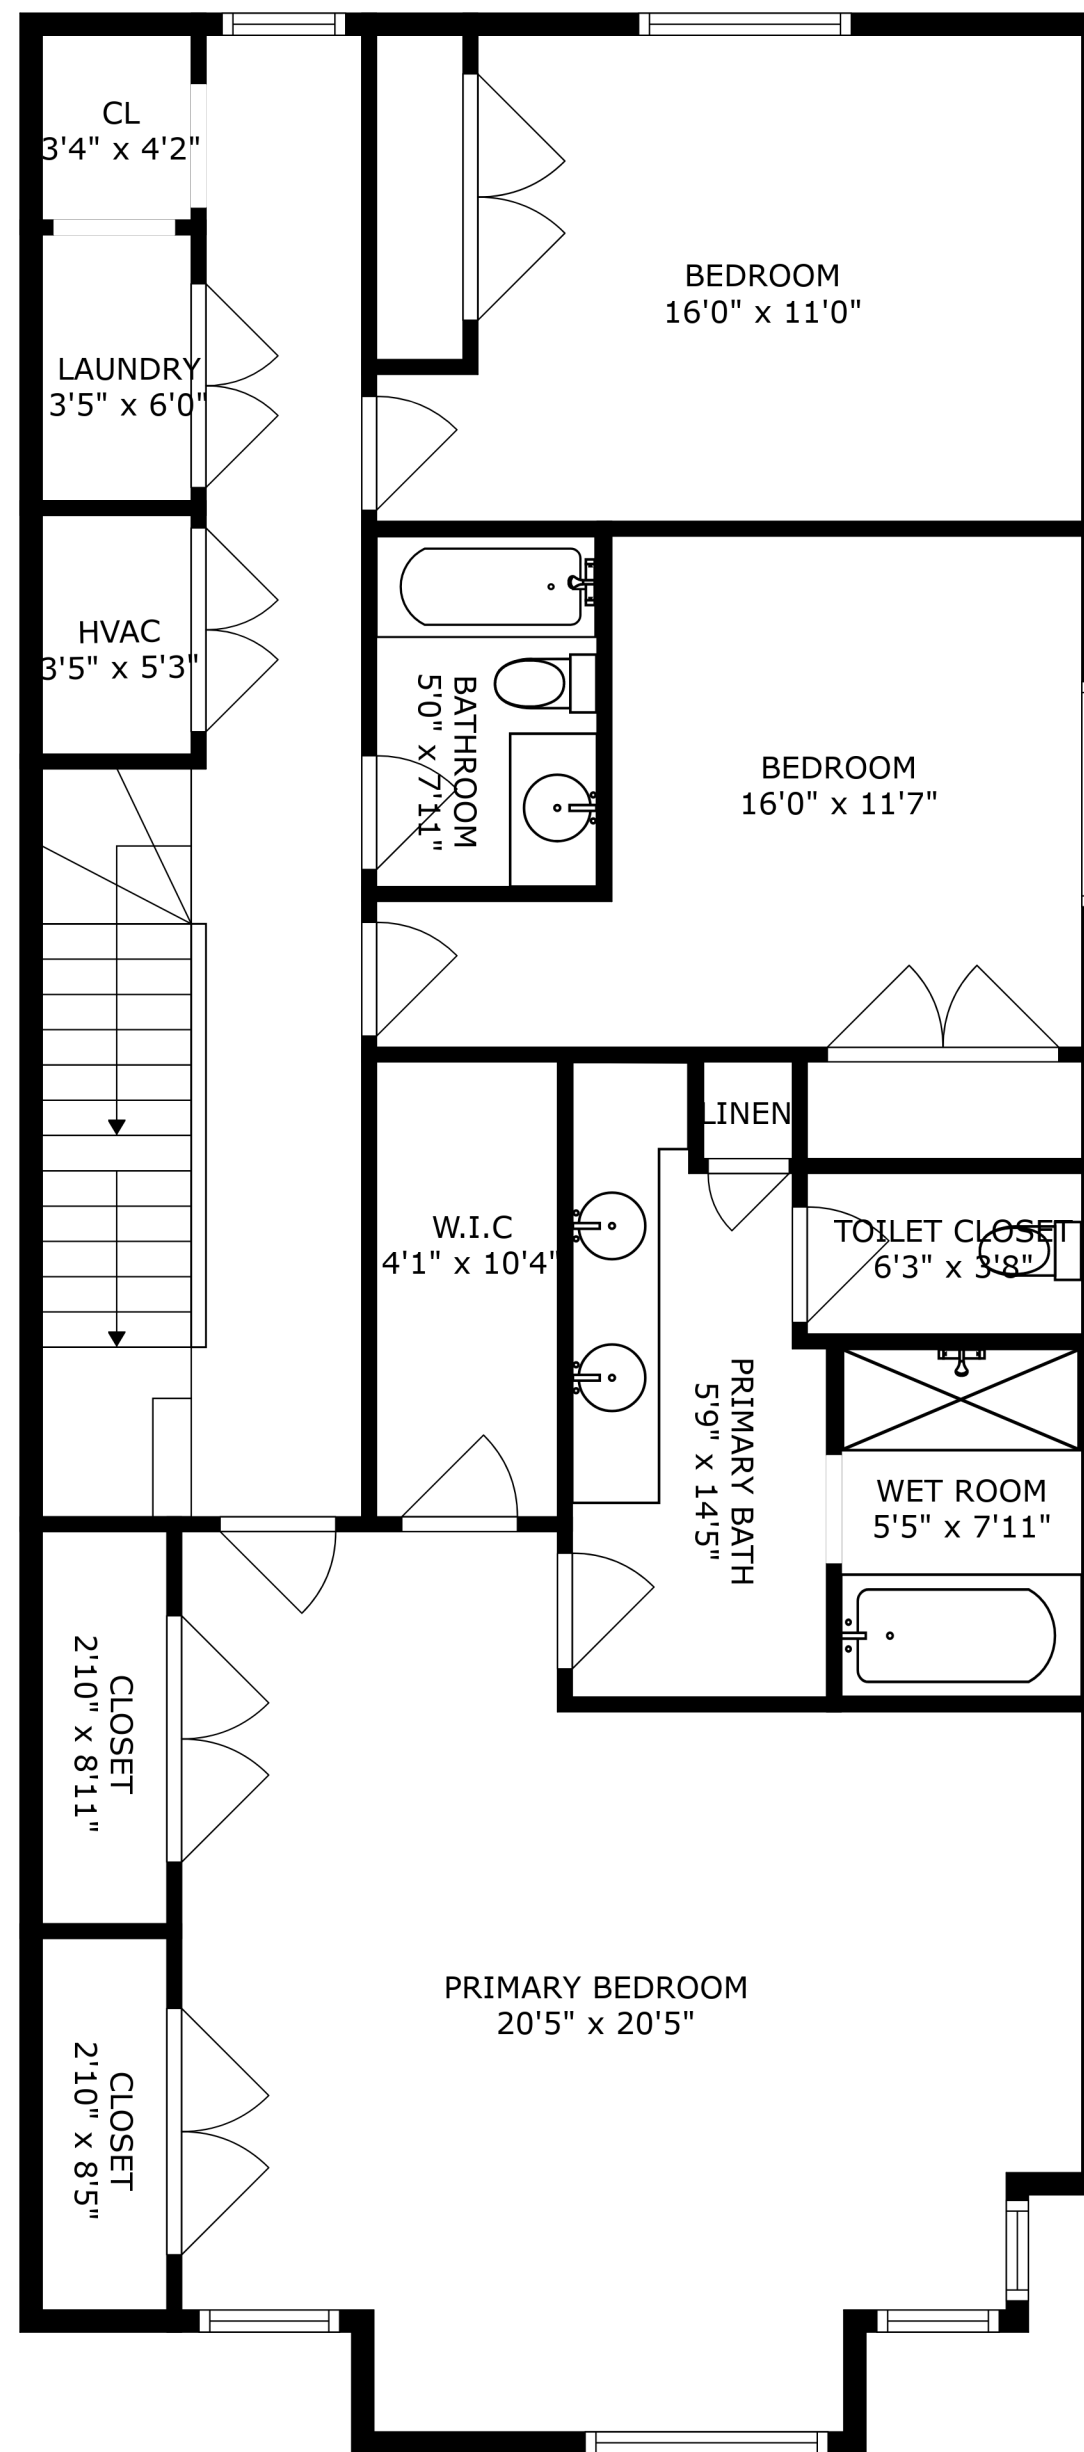 CL
3'4" x 4'2"
BEDROOM
16'0" x 11'0"
LAUNDRY
3'5" x 6'0"
HVAC
3'5" x 5'3"
BATHROOM
5'0" x 7'11"
BEDROOM
16'0" x 11'7"
LINEN
W.I.C
4'1" x 10'4"
TOILET CLOSET
6'3" x 3'8"
PRIMARY BATH
5'9" x 14'5"
WET ROOM
5'5" x 7'11"
CLOSET
2'10" x 8'11"
PRIMARY BEDROOM
20'5" x 20'5"
CLOSET
2'10" x 8'5"